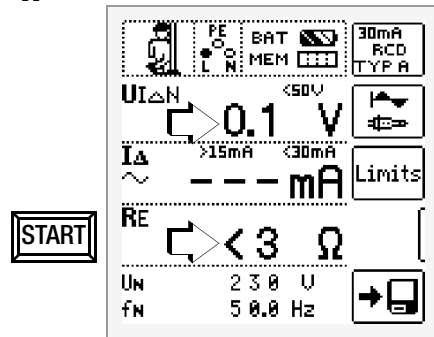 PE
L N
BAT
MEM
30mA
RCD
TYP A
UI△N
<50V
0.1 V
I△
~
>15mA <30mA
--- mA
Limits
START
RE
< 3 Ω
UN 230 V
fN 50.0 Hz